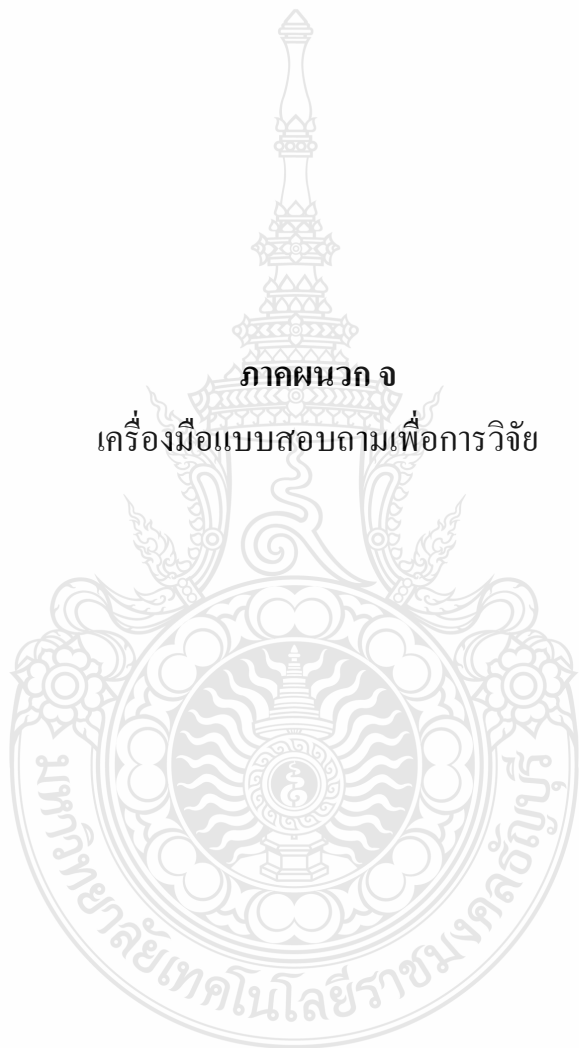 ภาคผนวก จ
เครื่องมือแบบสอบถามเพื่อการวิจัย
มหาวิทยาลัยเทคโนโลยีราชมงคลธัญบุรี